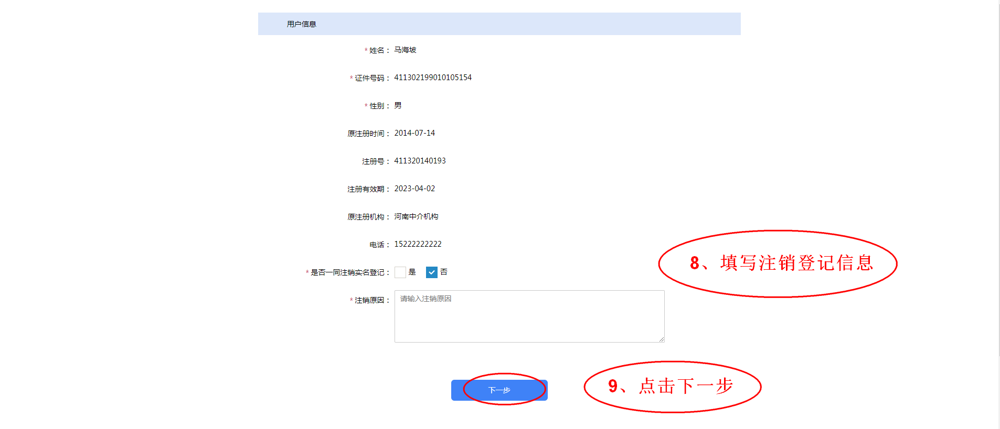 用户信息
* 姓名： 马海坡
* 证件号码： 411302199010105154
* 性别： 男
原注册时间： 2014-07-14
注册号： 411320140193
注册有效期： 2023-04-02
原注册机构： 河南中介机构
电话： 15222222222
* 是否一同注销实名登记： 是 否
8、填写注销登记信息
* 注销原因： 请输入注销原因
下一步
9、点击下一步